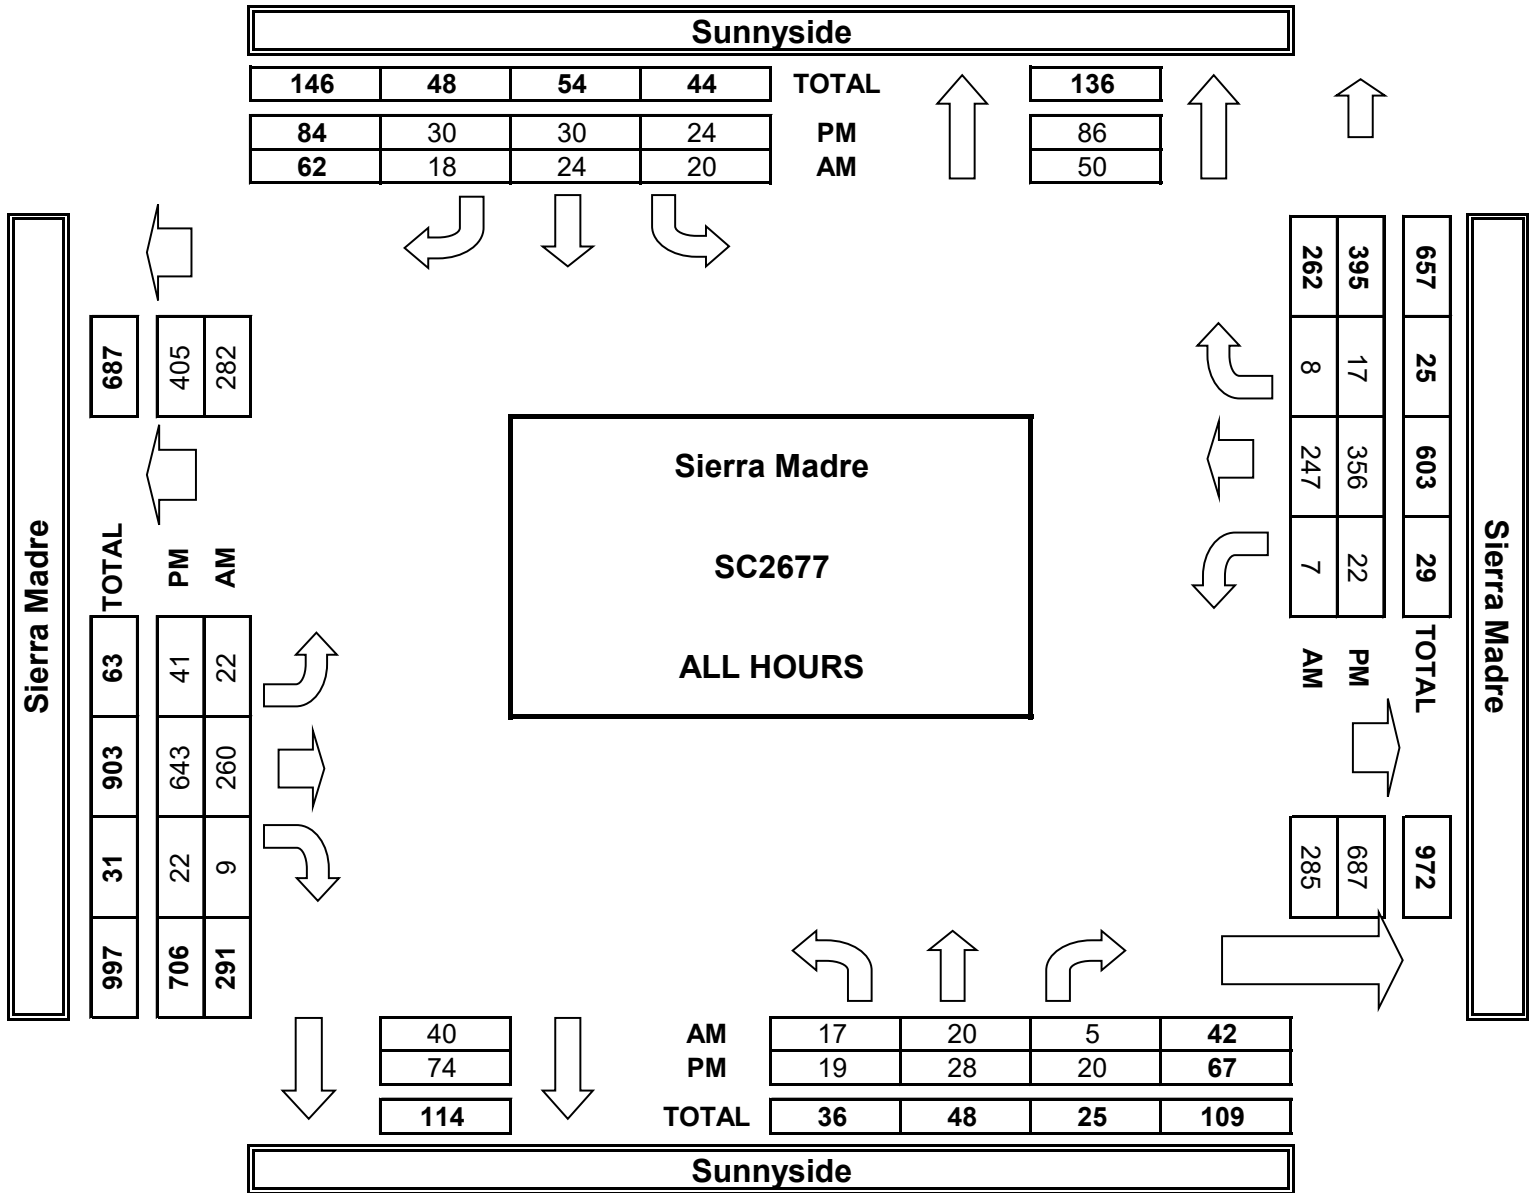 Sunnyside
146 48 54 44 TOTAL 136
84 30 30 24 PM 86
62 18 24 20 AM 50
Sierra Madre
687 405 282
TOTAL PM AM
63 41 22
903 643 260
31 22 9
997 706 291
Sierra Madre
SC2677
ALL HOURS
262 395 657
8 17 25
247 356 603
7 22 29
AM PM TOTAL
285 687 972
Sierra Madre
40 AM 17 20 5 42
74 PM 19 28 20 67
114 TOTAL 36 48 25 109
Sunnyside